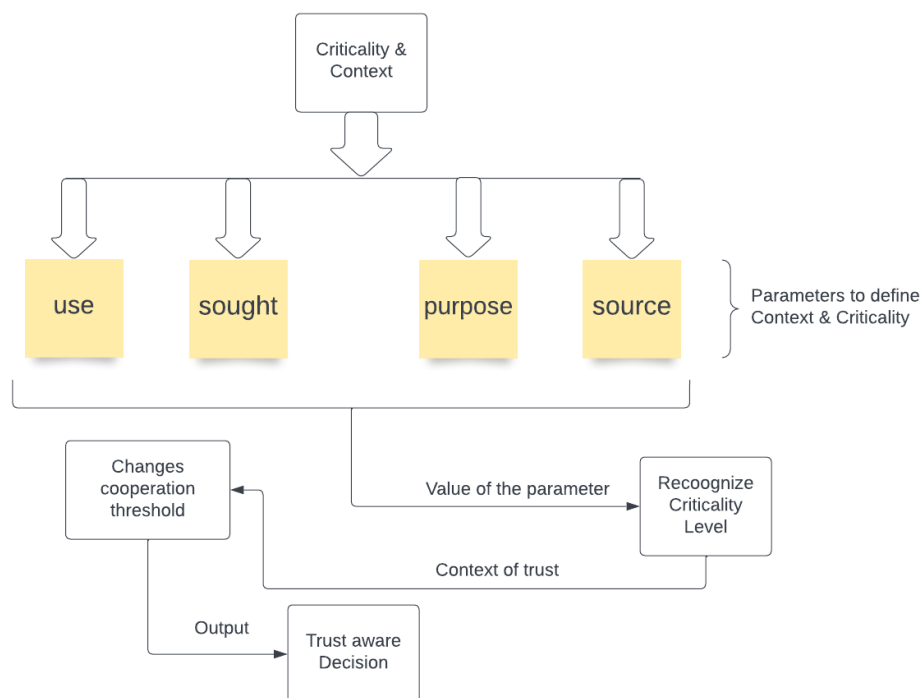 Criticality &
Context
use
sought
purpose
source
Parameters to define
Context & Criticality
Changes
cooperation
threshold
Value of the parameter
Recoognize
Criticality
Level
Context of trust
Output
Trust aware
Decision